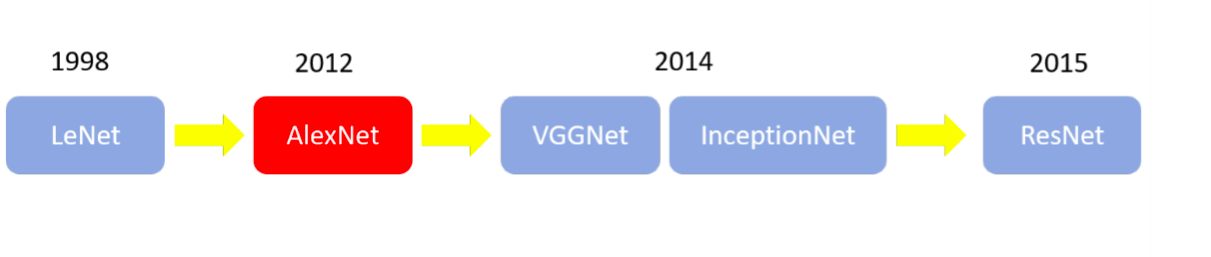 1998 2012 2014 2015
LeNet AlexNet VGGNet InceptionNet ResNet